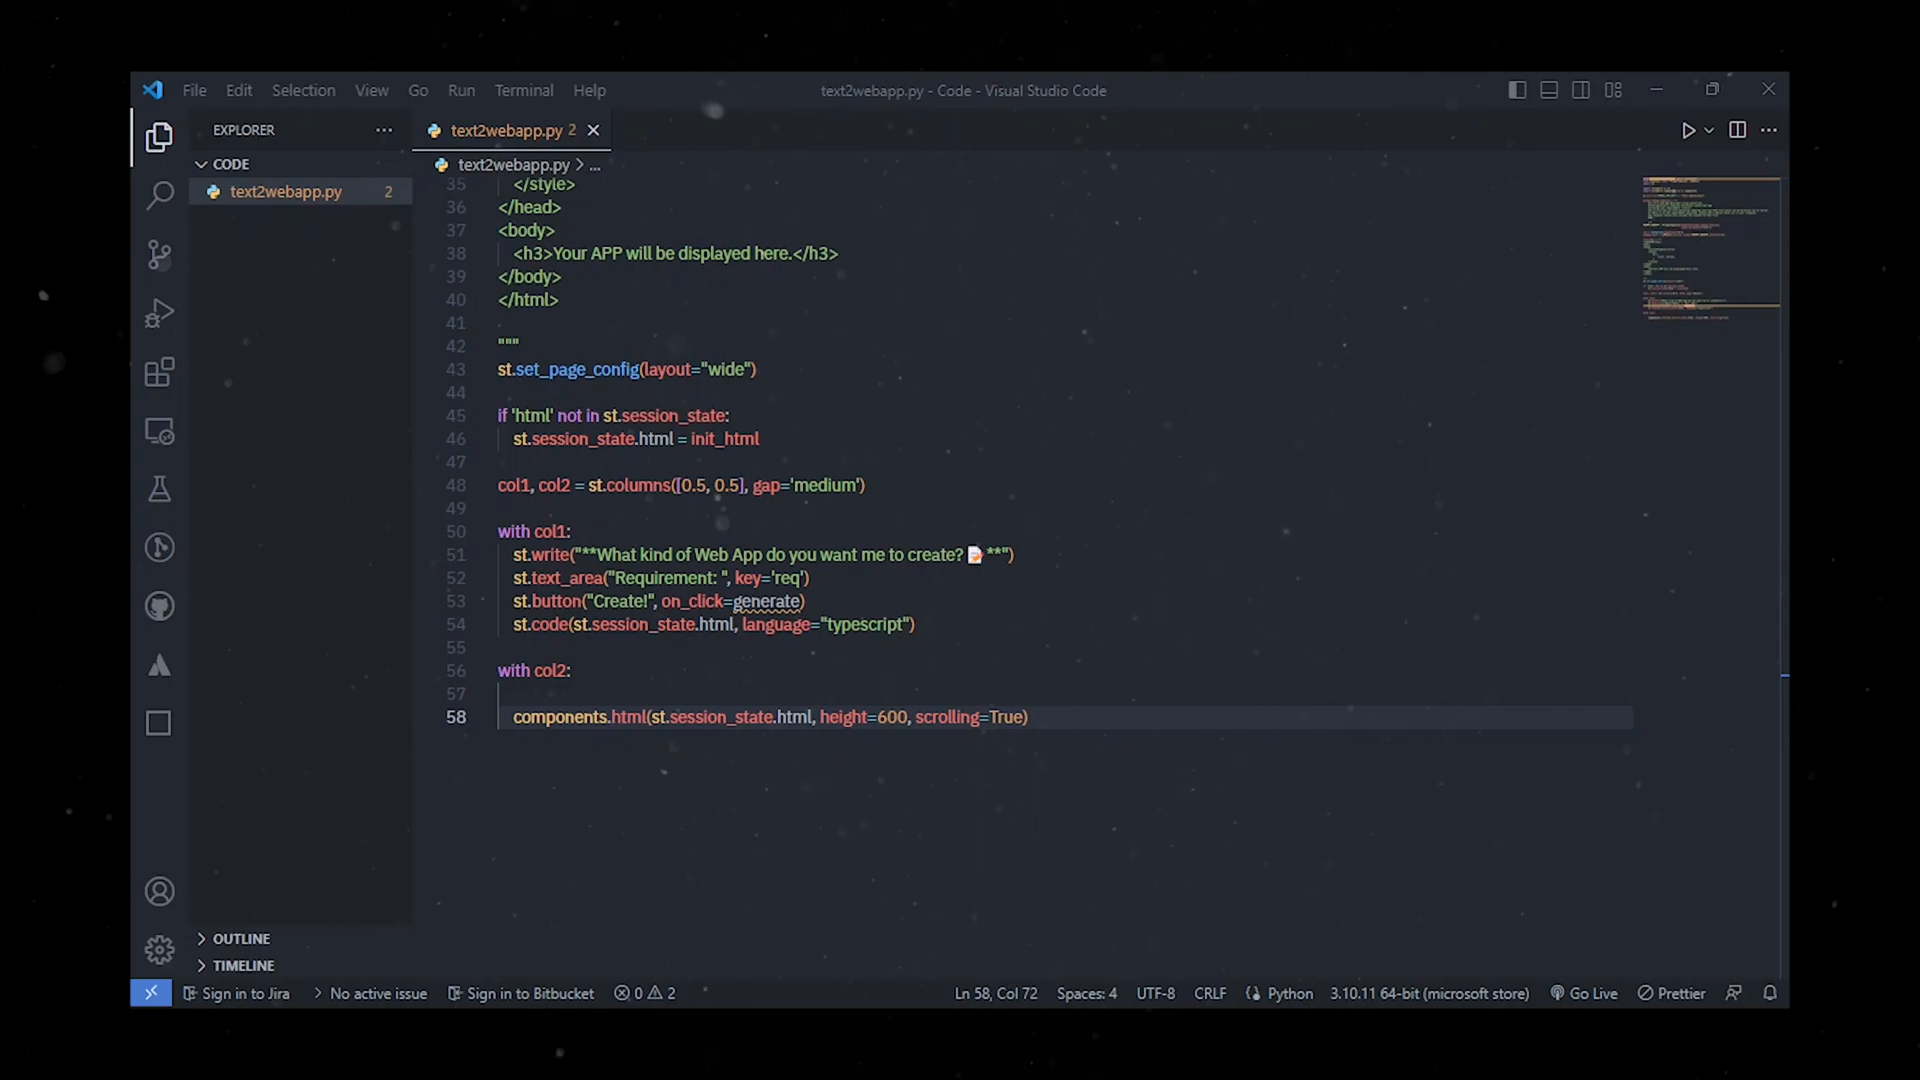 File Edit Selection View Go Run Terminal Help
text2webapp.py - Code - Visual Studio Code
EXPLORER
text2webapp.py 2
CODE
text2webapp.py > ...
text2webapp.py 2
35 </style>
36 </head>
37 <body>
38 <h3>Your APP will be displayed here.</h3>
39 </body>
40 </html>
41
42 """
43 st.set_page_config(layout="wide")
44
45 if 'html' not in st.session_state:
46 st.session_state.html = init_html
47
48 col1, col2 = st.columns([0.5, 0.5], gap='medium')
49
50 with col1:
51 st.write("**What kind of Web App do you want me to create?📝**")
52 st.text_area("Requirement: ", key='req')
53 st.button("Create!", on_click=generate)
54 st.code(st.session_state.html, language="typescript")
55
56 with col2:
57
58 components.html(st.session_state.html, height=600, scrolling=True)
OUTLINE
TIMELINE
Sign in to Jira > No active issue Sign in to Bitbucket 0 2 Ln 58, Col 72 Spaces: 4 UTF-8 CRLF Python 3.10.11 64-bit (microsoft store) Go Live Prettier